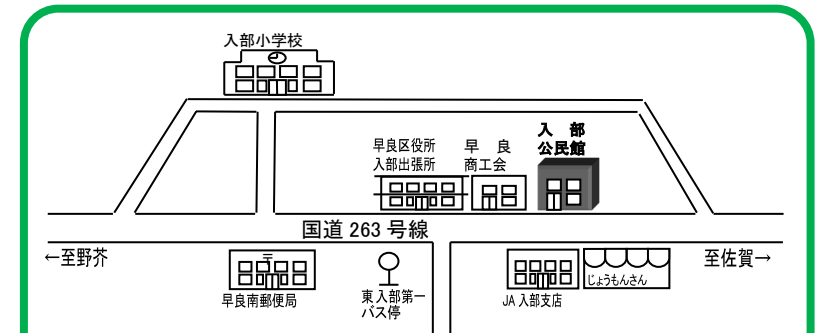 入部小学校
早良区役所
入部出張所
早　良
商工会
入　部
公民館
国道 263 号線
←至野芥
至佐賀→
〒
早良南郵便局
東入部第一
バス停
JA 入部支店
じょうもんさん